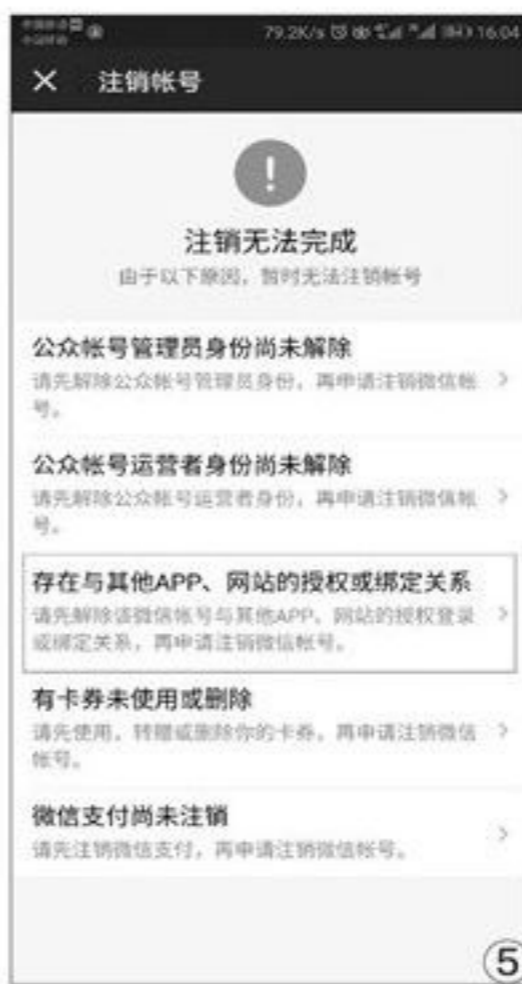 79.2K/s
16:04
注销帐号
注销无法完成
由于以下原因，暂时无法注销帐号
公众帐号管理员身份尚未解除
请先解除公众帐号管理员身份，再申请注销微信帐
号。
公众帐号运营者身份尚未解除
请先解除公众帐号运营者身份，再申请注销微信帐
号。
存在与其他APP、网站的授权或绑定关系
请先解除该微信帐号与其他APP、网站的授权登录
或绑定关系，再申请注销微信帐号。
有卡券未使用或删除
请先使用，转赠或删除你的卡券，再申请注销微信
帐号。
微信支付尚未注销
请先注销微信支付，再申请注销微信帐号。
⑤